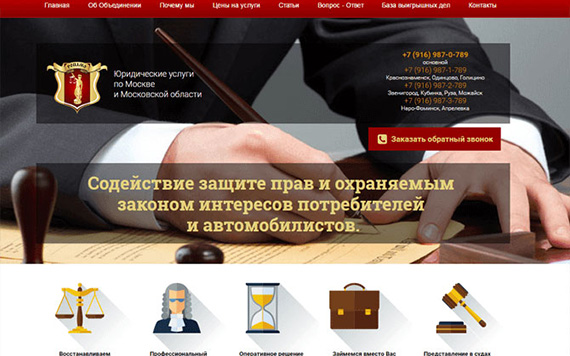 Главная Об Объединении Почему мы Цены на услуги Статьи Вопрос - Ответ База выигрышных дел Контакты
Юридические услуги
по Москве
и Московской области
+7 (916) 987-0-789
основной
+7 (916) 987-1-789
Краснознаменск, Одинцово, Голицино
+7 (916) 987-2-789
Звенигород, Кубинка, Руза, Можайск
+7 (916) 987-3-789
Наро-Фоминск, Апрелевка
Заказать обратный звонок
Содействие защите прав и охраняемым
законом интересов потребителей
и автомобилистов.
Восстанавливаем Профессиональный Оперативное решение Займемся вместо Вас Представление в судах